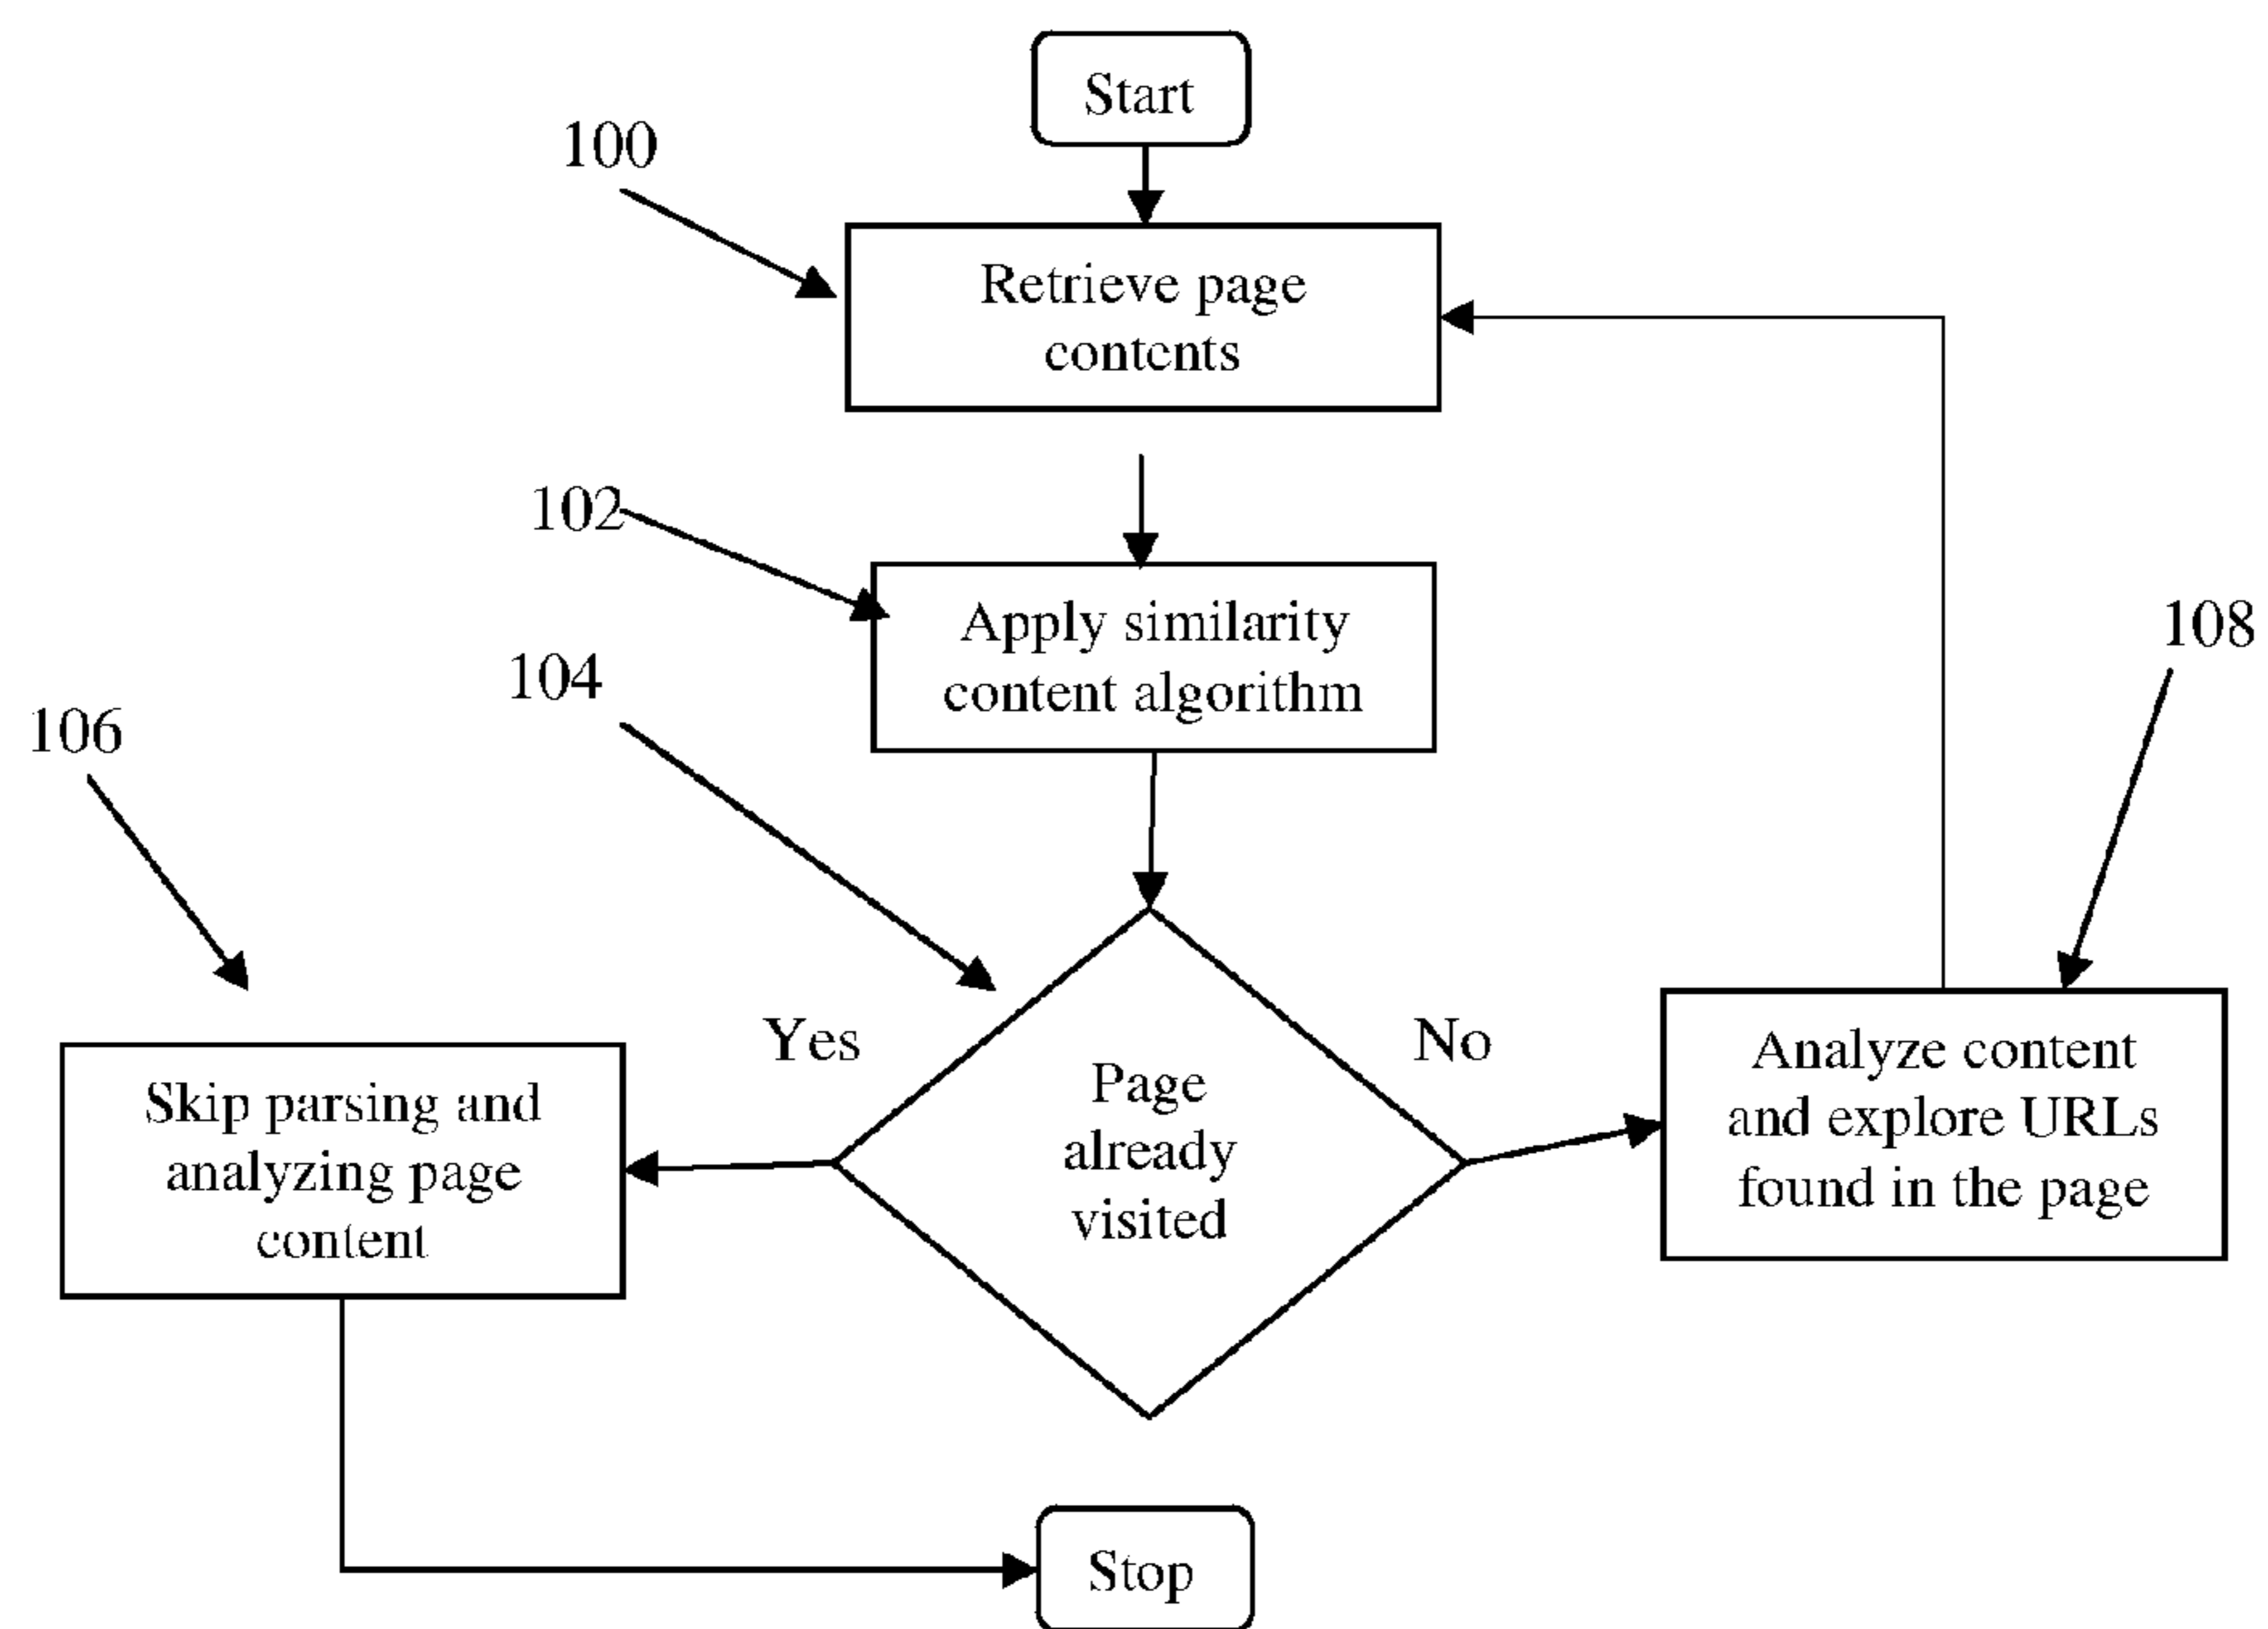 Start
100
Retrieve page
contents
102
Apply similarity
content algorithm
104
106
108
Yes
No
Page
already
visited
Skip parsing and
analyzing page
content
Analyze content
and explore URLs
found in the page
Stop